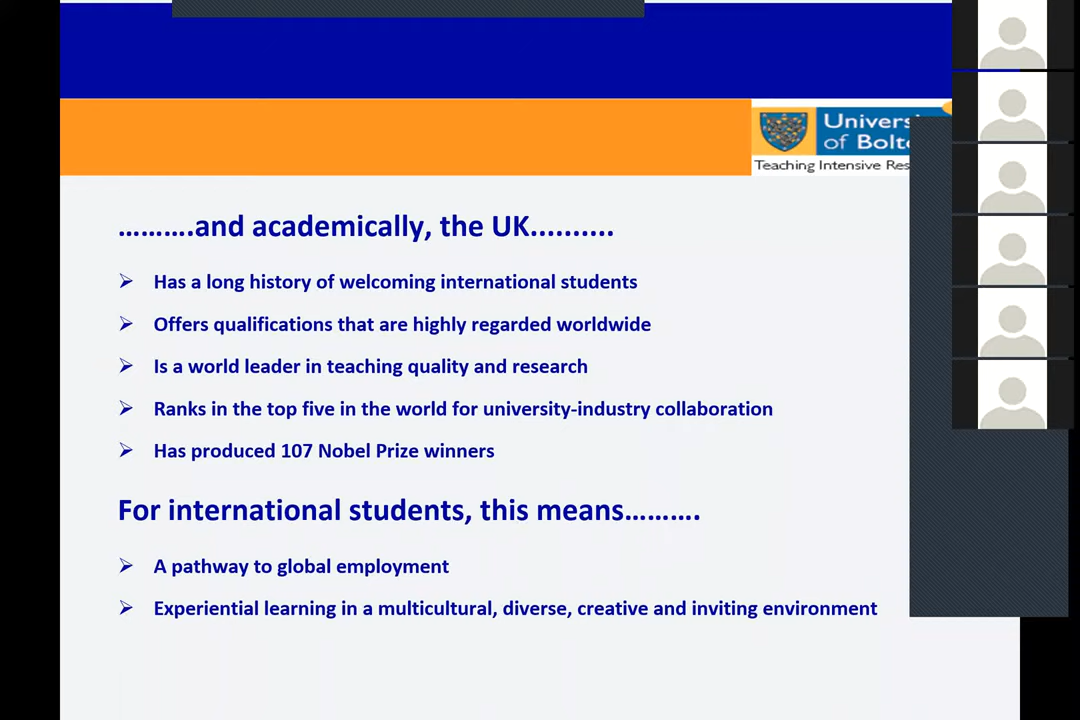 University
of Bolton
Teaching Intensive
……….and academically, the UK..........
Has a long history of welcoming international students
Offers qualifications that are highly regarded worldwide
Is a world leader in teaching quality and research
Ranks in the top five in the world for university-industry collaboration
Has produced 107 Nobel Prize winners
For international students, this means……….
A pathway to global employment
Experiential learning in a multicultural, diverse, creative and inviting environment